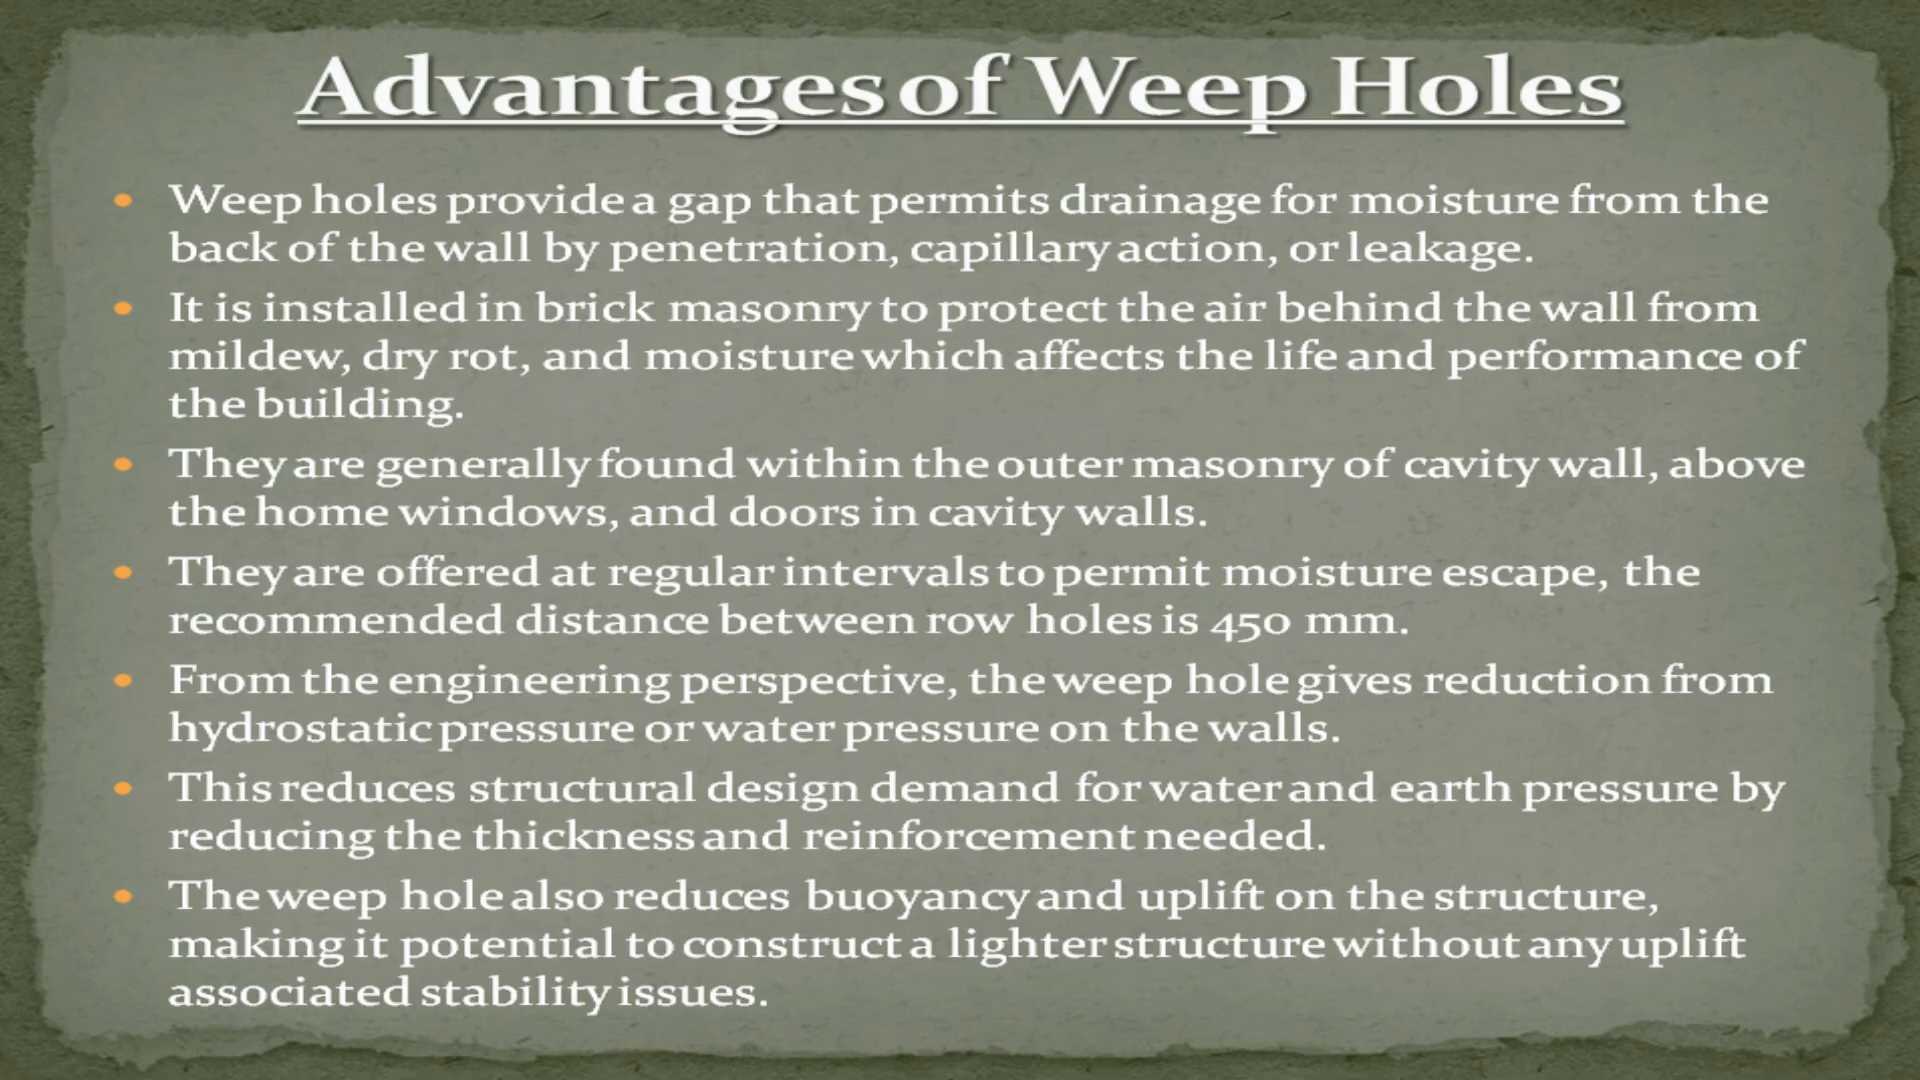 Advantages of Weep Holes
• Weep holes provide a gap that permits drainage for moisture from the
back of the wall by penetration, capillary action, or leakage.
• It is installed in brick masonry to protect the air behind the wall from
mildew, dry rot, and moisture which affects the life and performance of
the building.
• They are generally found within the outer masonry of cavity wall, above
the home windows, and doors in cavity walls.
• They are offered at regular intervals to permit moisture escape, the
recommended distance between row holes is 450 mm.
• From the engineering perspective, the weep hole gives reduction from
hydrostatic pressure or water pressure on the walls.
• This reduces structural design demand for water and earth pressure by
reducing the thickness and reinforcement needed.
• The weep hole also reduces buoyancy and uplift on the structure,
making it potential to construct a lighter structure without any uplift
associated stability issues.